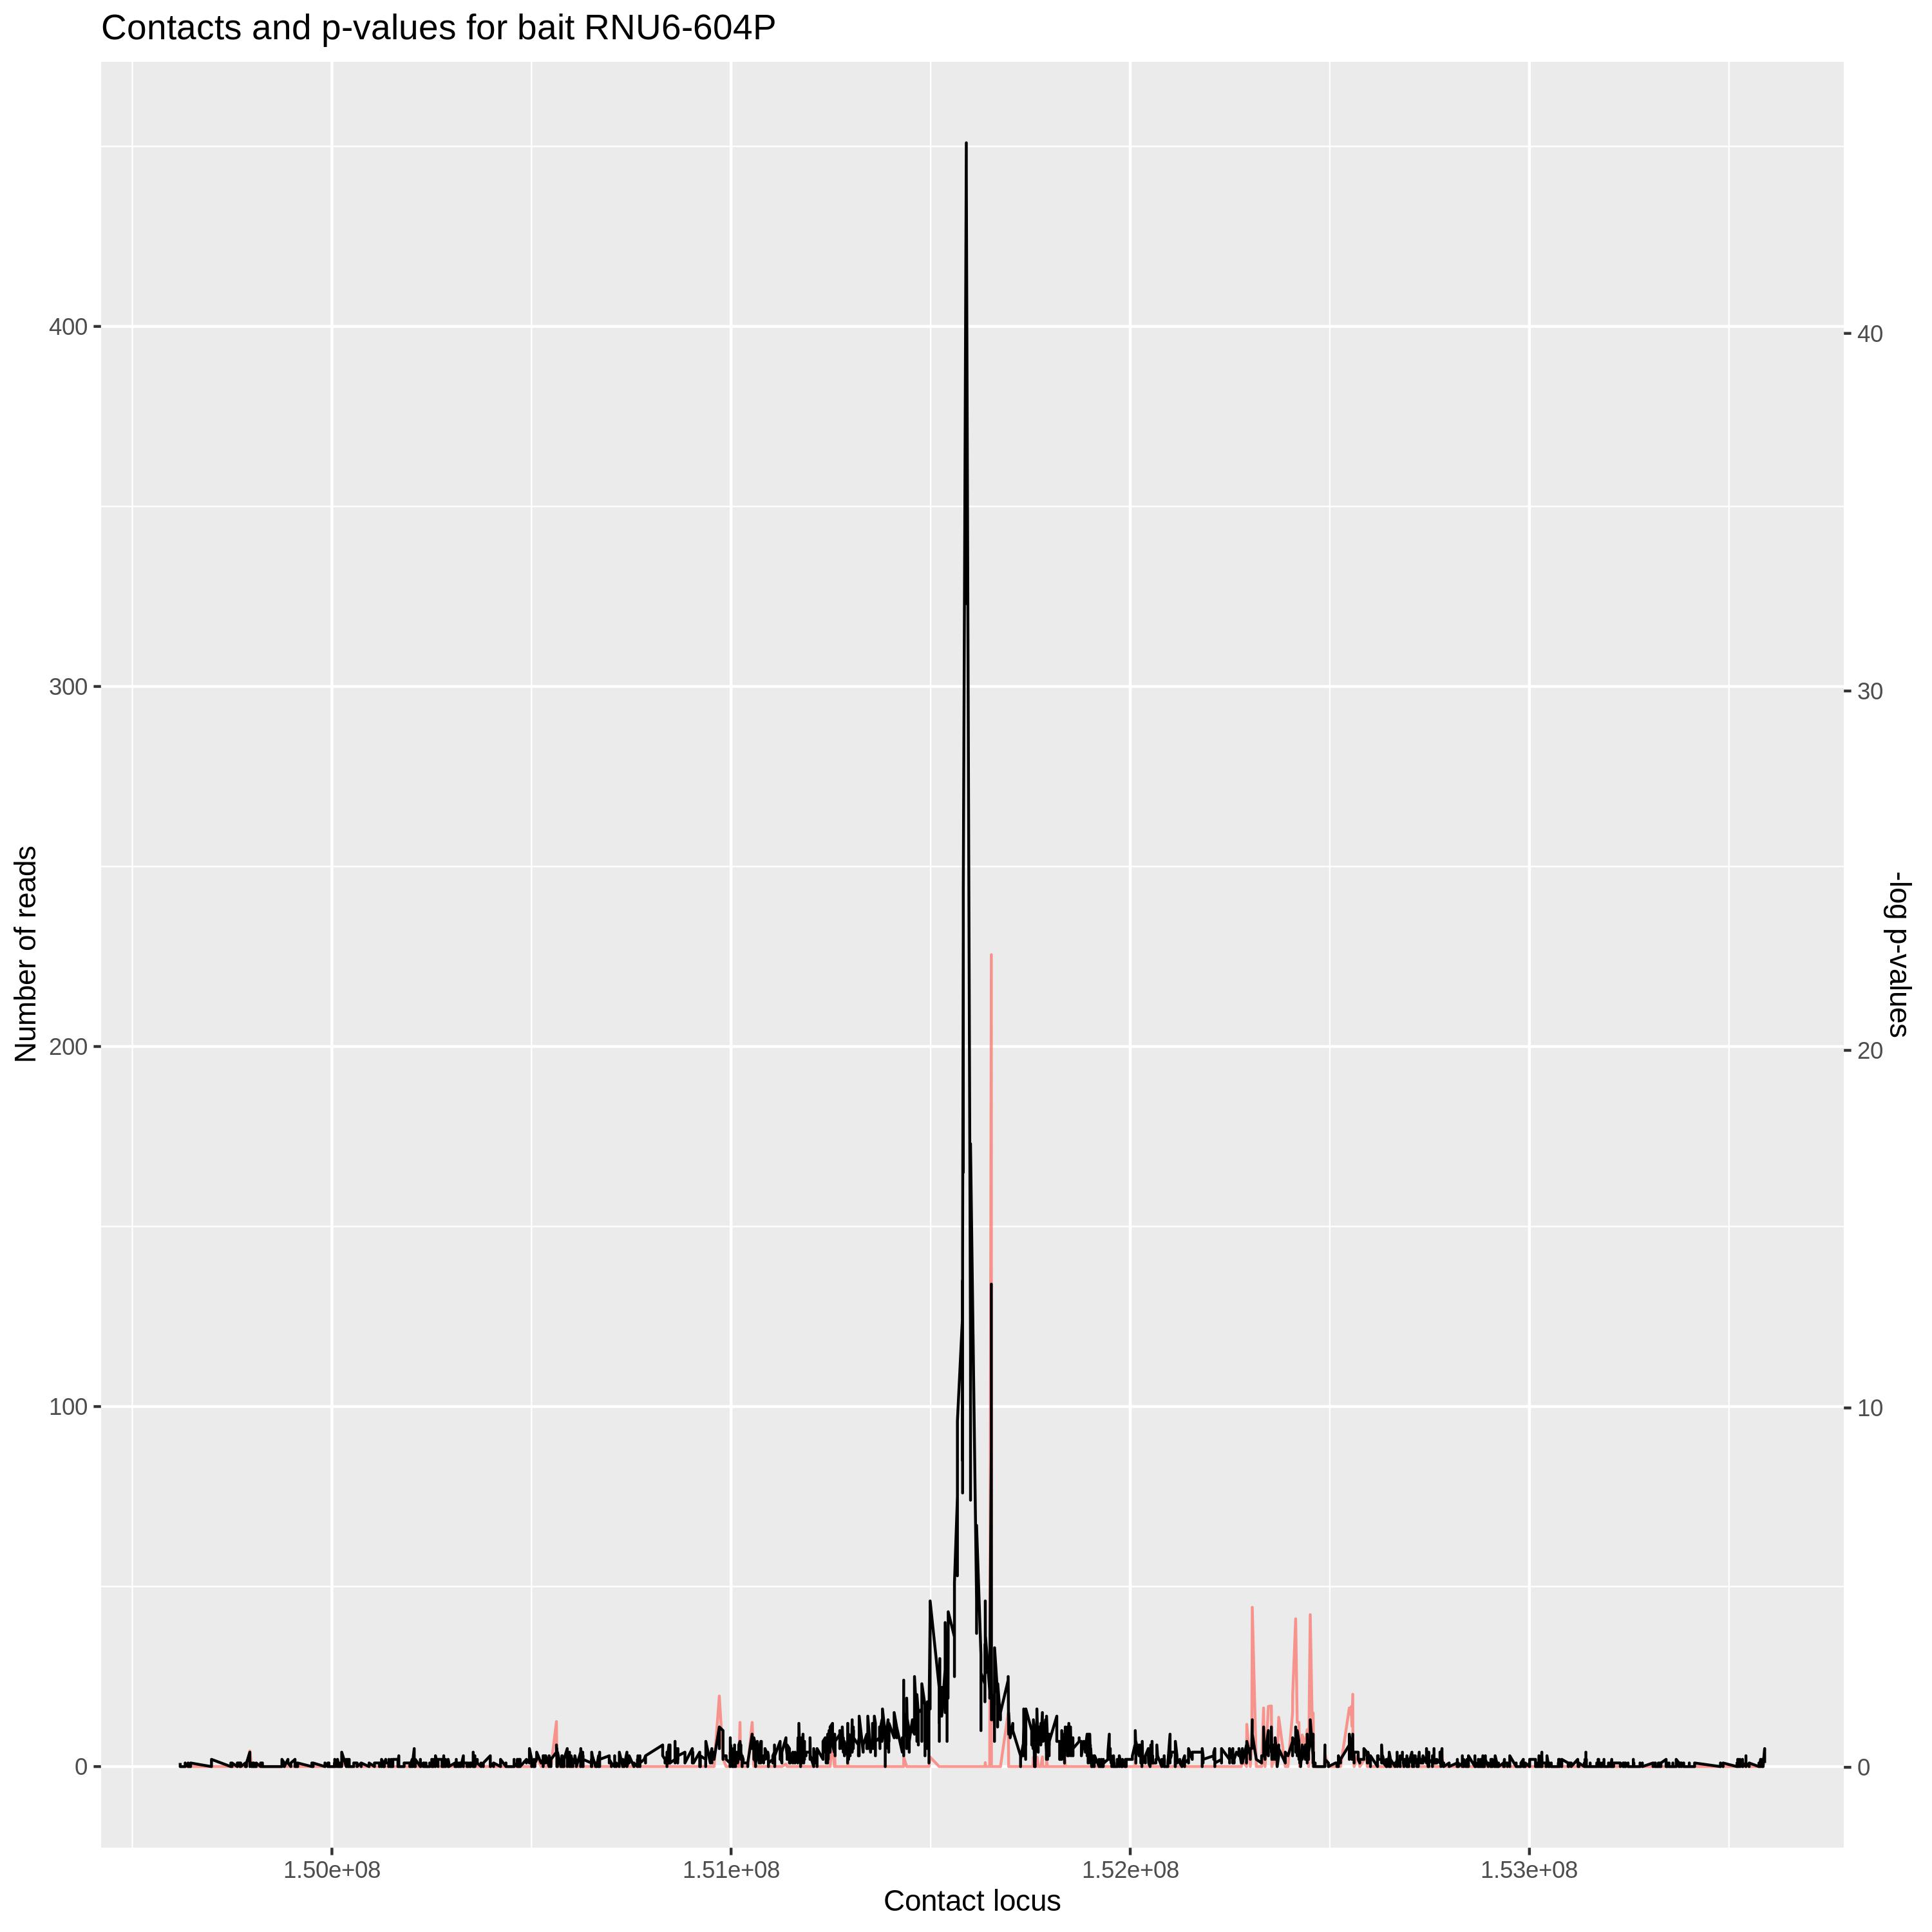 Contacts and p-values for bait RNU6-604P
400
300
200
100
0
40
30
20
10
0
Number of reads
-log p-values
1.50e+08
1.51e+08
1.52e+08
1.53e+08
Contact locus